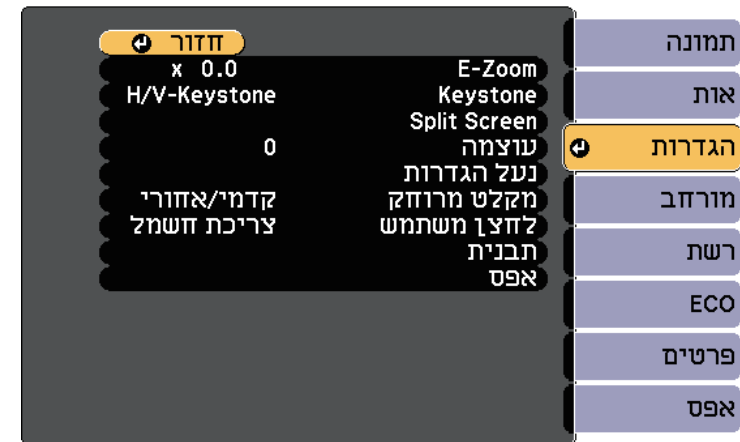 תמונה
אות
הגדרות
מורחב
רשת
ECO
פרטים
אפס
חזור
E-Zoom x 0.0
Keystone H/V-Keystone
Split Screen
עוצמה 0
נעל הגדרות
מקלט מרוחק קדמי/אחורי
לחצן משתמש צריכת חשמל
תבנית
אפס